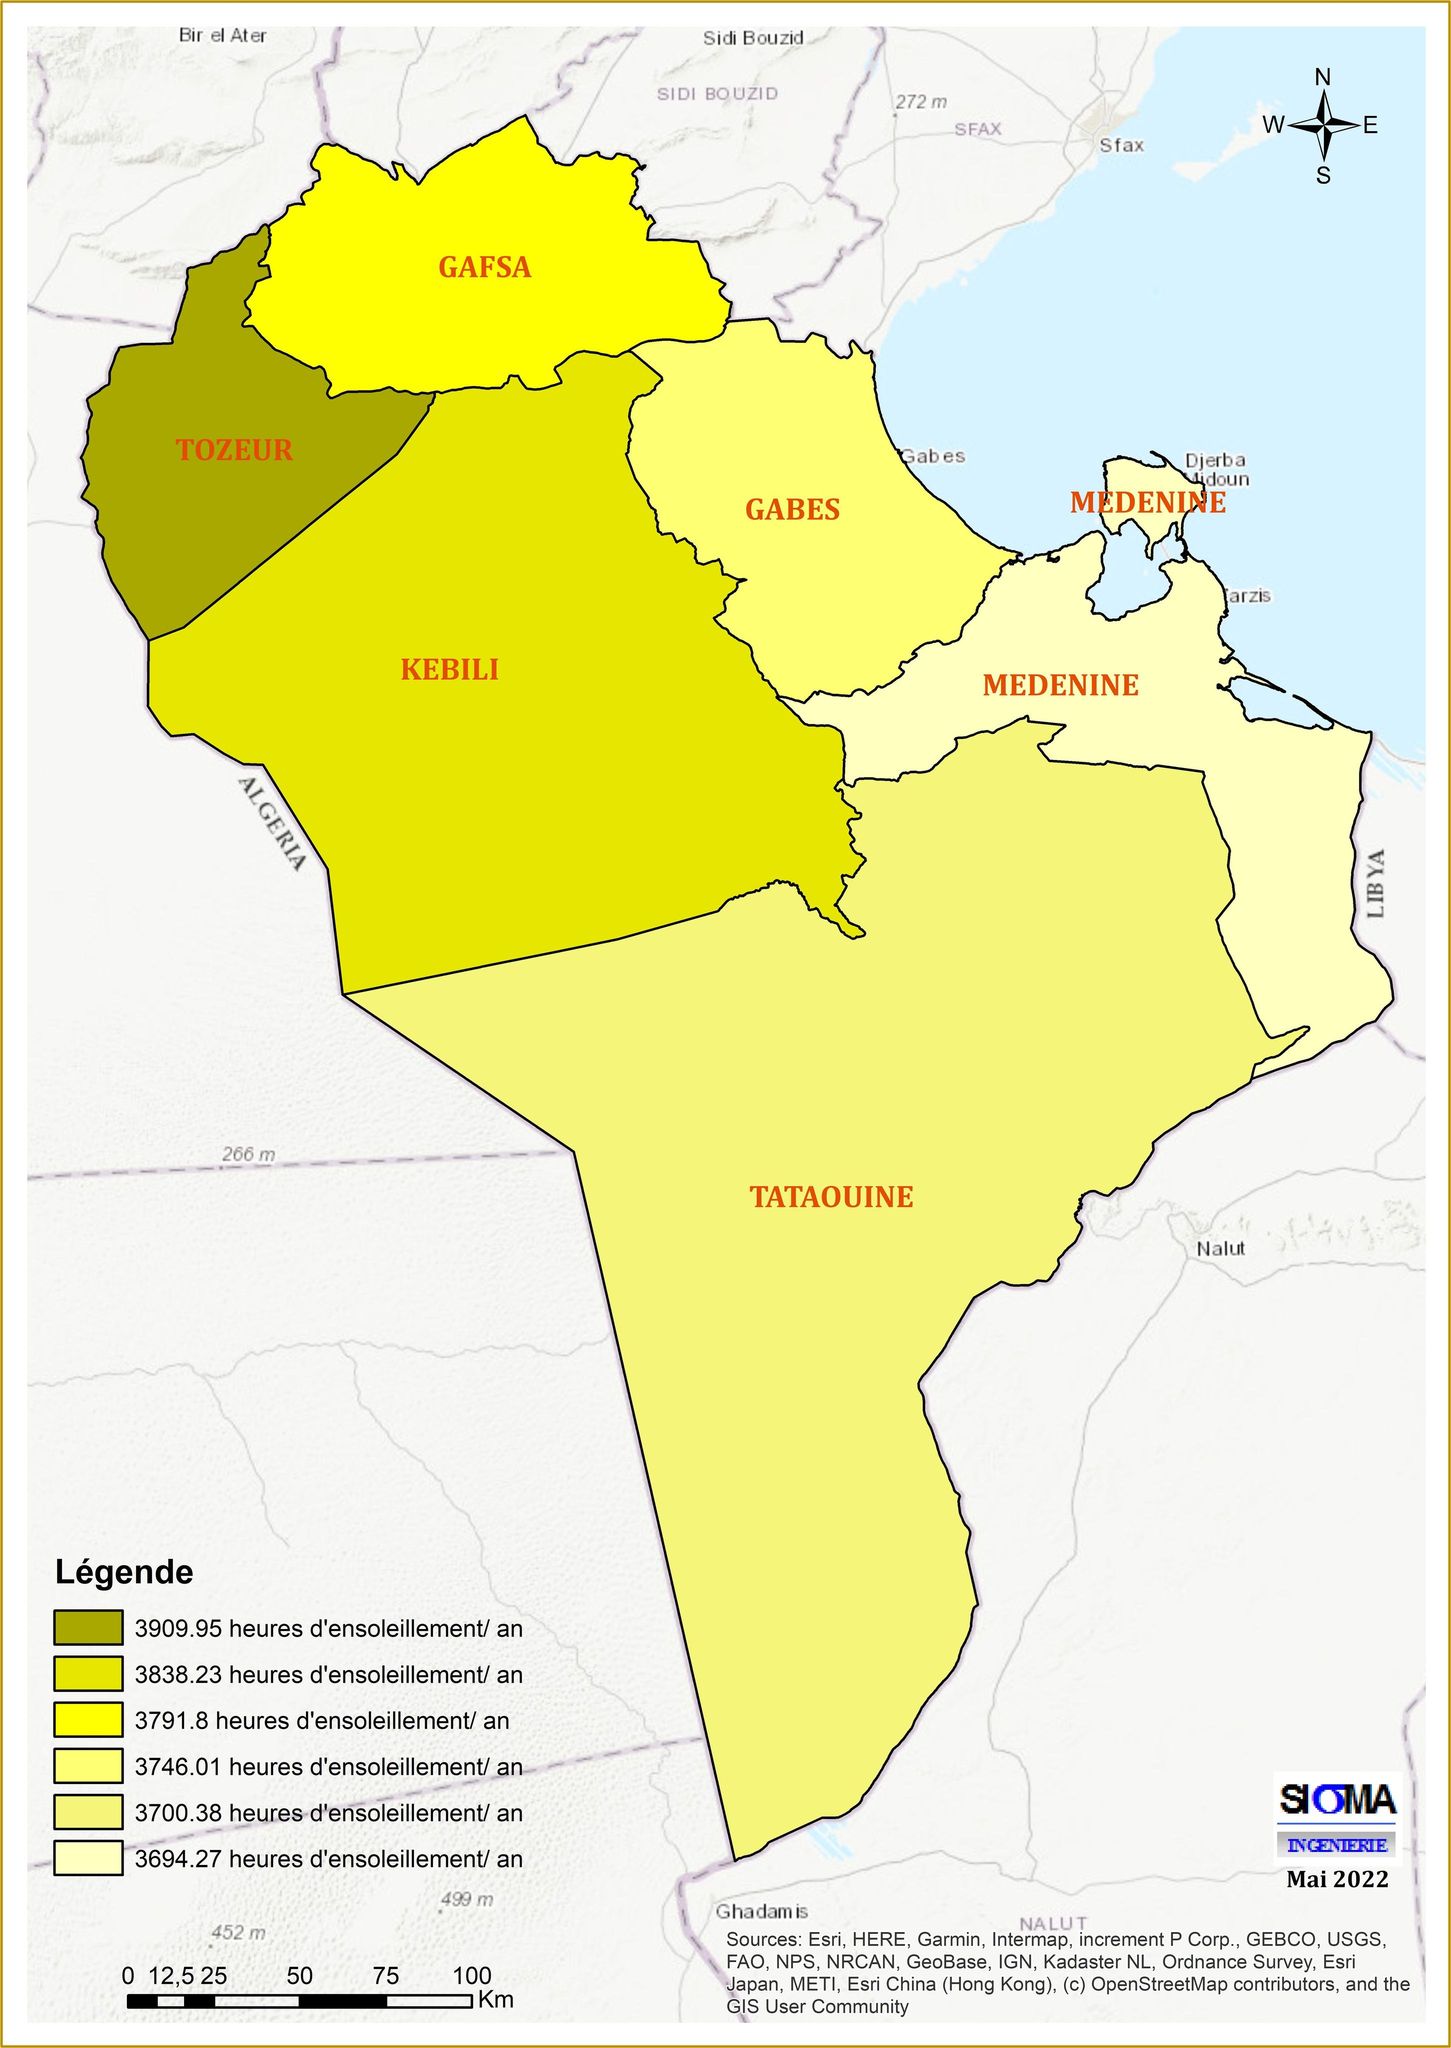 Bir el Ater
Sidi Bouzid
SIDI BOUZID
272 m
SFAX
Sfax
N
W E
S
GAFSA
TOZEUR
Gabes
GABES
Djerba
Midoun
MEDENINE
arzis
KEBILI
MEDENINE
ALGERIA
LIBYA
266 m
TATAOUINE
Nalut
Légende
3909.95 heures d'ensoleillement/ an
3838.23 heures d'ensoleillement/ an
3791.8 heures d'ensoleillement/ an
3746.01 heures d'ensoleillement/ an
3700.38 heures d'ensoleillement/ an
3694.27 heures d'ensoleillement/ an
SIGMA
INGENIERIE
Mai 2022
499 m
452 m
Ghadamis
NALUT
Sources: Esri, HERE, Garmin, Intermap, increment P Corp., GEBCO, USGS,
FAO, NPS, NRCAN, GeoBase, IGN, Kadaster NL, Ordnance Survey, Esri
Japan, METI, Esri China (Hong Kong), (c) OpenStreetMap contributors, and the
GIS User Community
0 12,5 25 50 75 100
Km